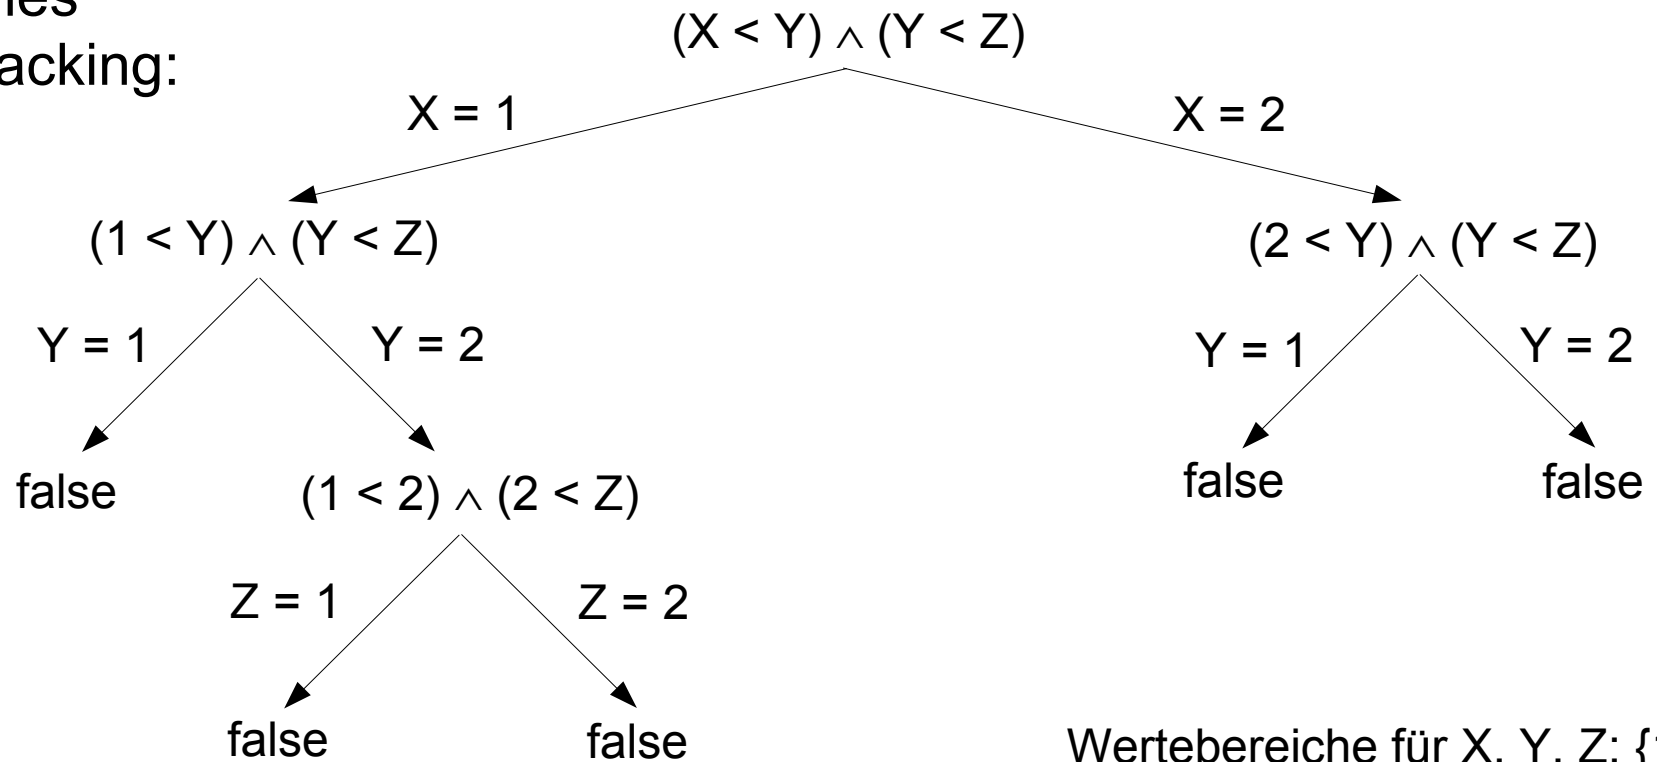 acking:
(X < Y) ∧ (Y < Z)
X = 1
X = 2
(1 < Y) ∧ (Y < Z)
(2 < Y) ∧ (Y < Z)
Y = 1
Y = 2
Y = 1
Y = 2
false
(1 < 2) ∧ (2 < Z)
false
false
Z = 1
Z = 2
false
false
Wertebereiche für X, Y, Z: {